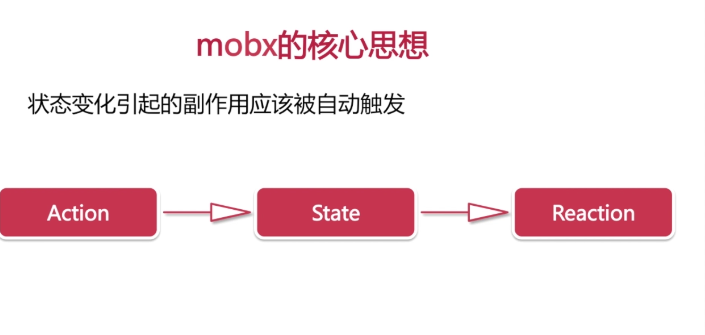 mobx的核心思想
状态变化引起的副作用应该被自动触发
Action
State
Reaction